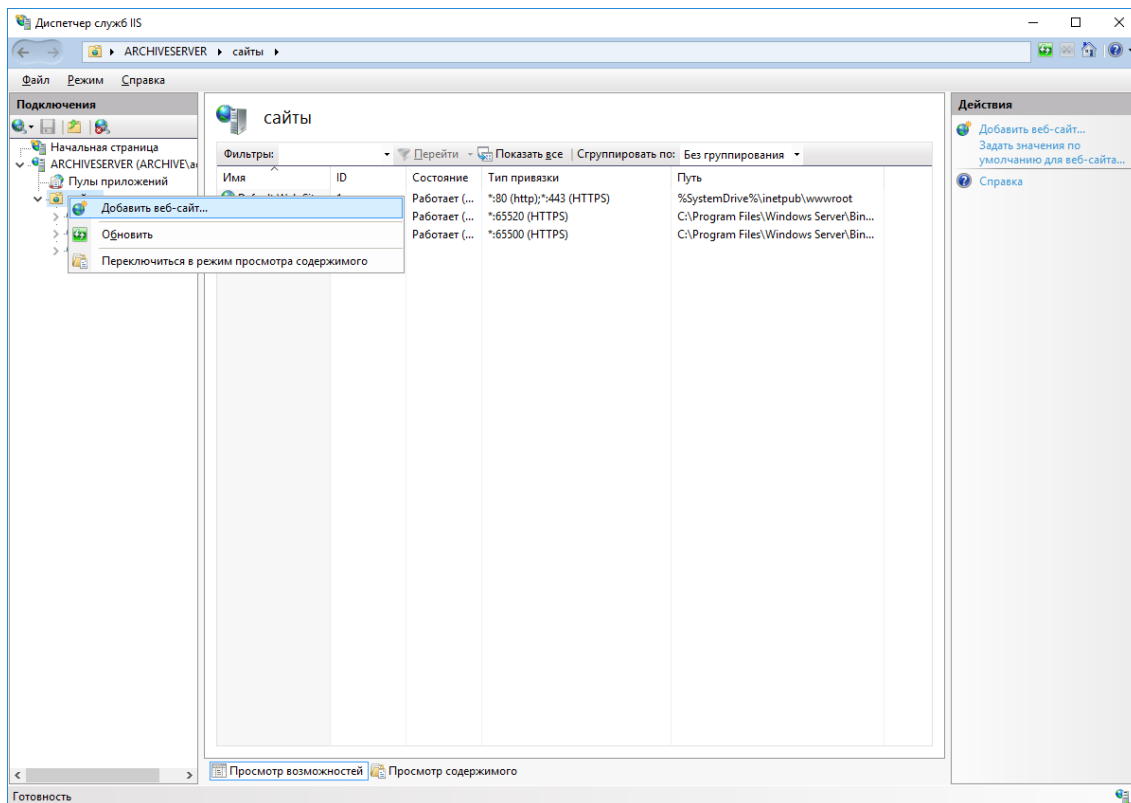 Диспетчер служб IIS
ARCHIVESERVER сайты
Файл Режим Справка
Подключения
Начальная страница
ARCHIVESERVER (ARCHIVE\
Пулы приложений
Добавить веб-сайт...
Обновить
Переключиться в режим просмотра содержимого
сайты
Фильтры: Перейти Показать все Сгруппировать по: Без группирования
Имя ID Состояние Тип привязки Путь
Работает (... *:80 (http);*:443 (HTTPS) %SystemDrive%\inetpub\wwwroot
Работает (... *:65520 (HTTPS) C:\Program Files\Windows Server\Bin...
Работает (... *:65500 (HTTPS) C:\Program Files\Windows Server\Bin...
Просмотр возможностей Просмотр содержимого
Действия
Добавить веб-сайт...
Задать значения по
умолчанию для веб-сайта...
Справка
Готовность